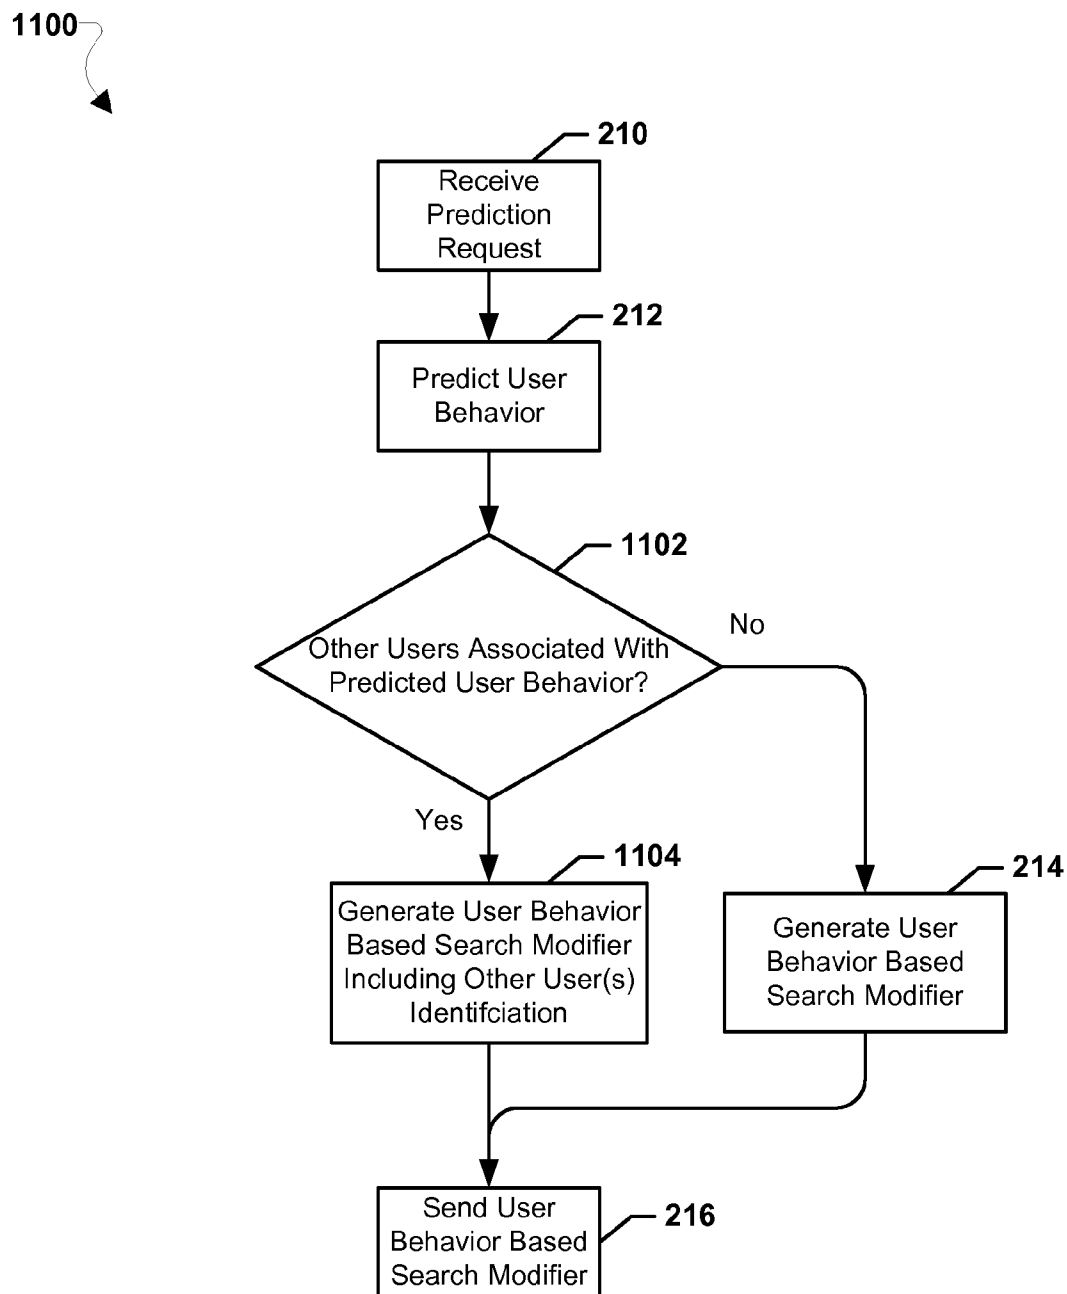 1100
210
Receive
Prediction
Request
212
Predict User
Behavior
1102
Other Users Associated With
Predicted User Behavior?
No
Yes
1104
Generate User Behavior
Based Search Modifier
Including Other User(s)
Identifciation
214
Generate User
Behavior Based
Search Modifier
216
Send User
Behavior Based
Search Modifier